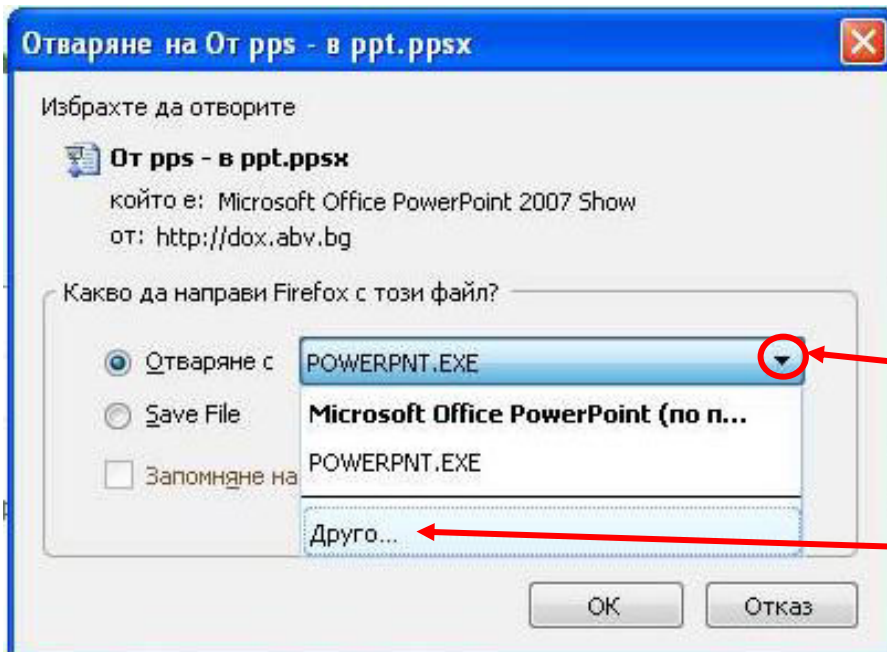 Отваряне на От pps - в ppt.ppsx
Избрахте да отворите
От pps - в ppt.ppsx
който е: Microsoft Office PowerPoint 2007 Show
от: http://dox.abv.bg
Какво да направи Firefox с този файл?
Отваряне с POWERPNT.EXE
Save File Microsoft Office PowerPoint (по п...
Запомняне на POWERPNT.EXE
Друго...
OK Отказ